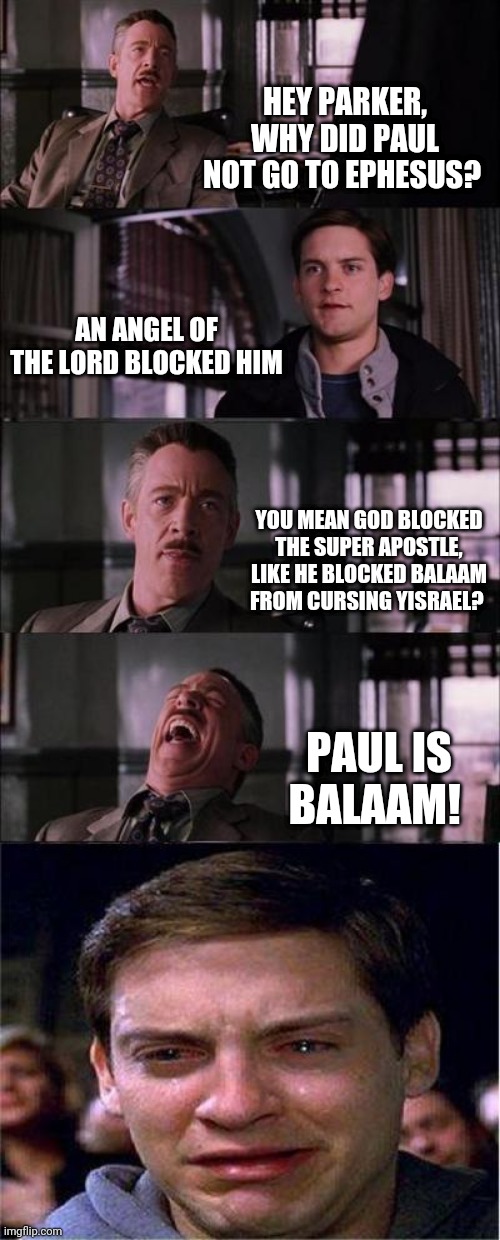 HEY PARKER,
WHY DID PAUL
NOT GO TO EPHESUS?
AN ANGEL OF
THE LORD BLOCKED HIM
YOU MEAN GOD BLOCKED
THE SUPER APOSTLE,
LIKE HE BLOCKED BALAAM
FROM CURSING YISRAEL?
PAUL IS
BALAAM!
imgflip.com